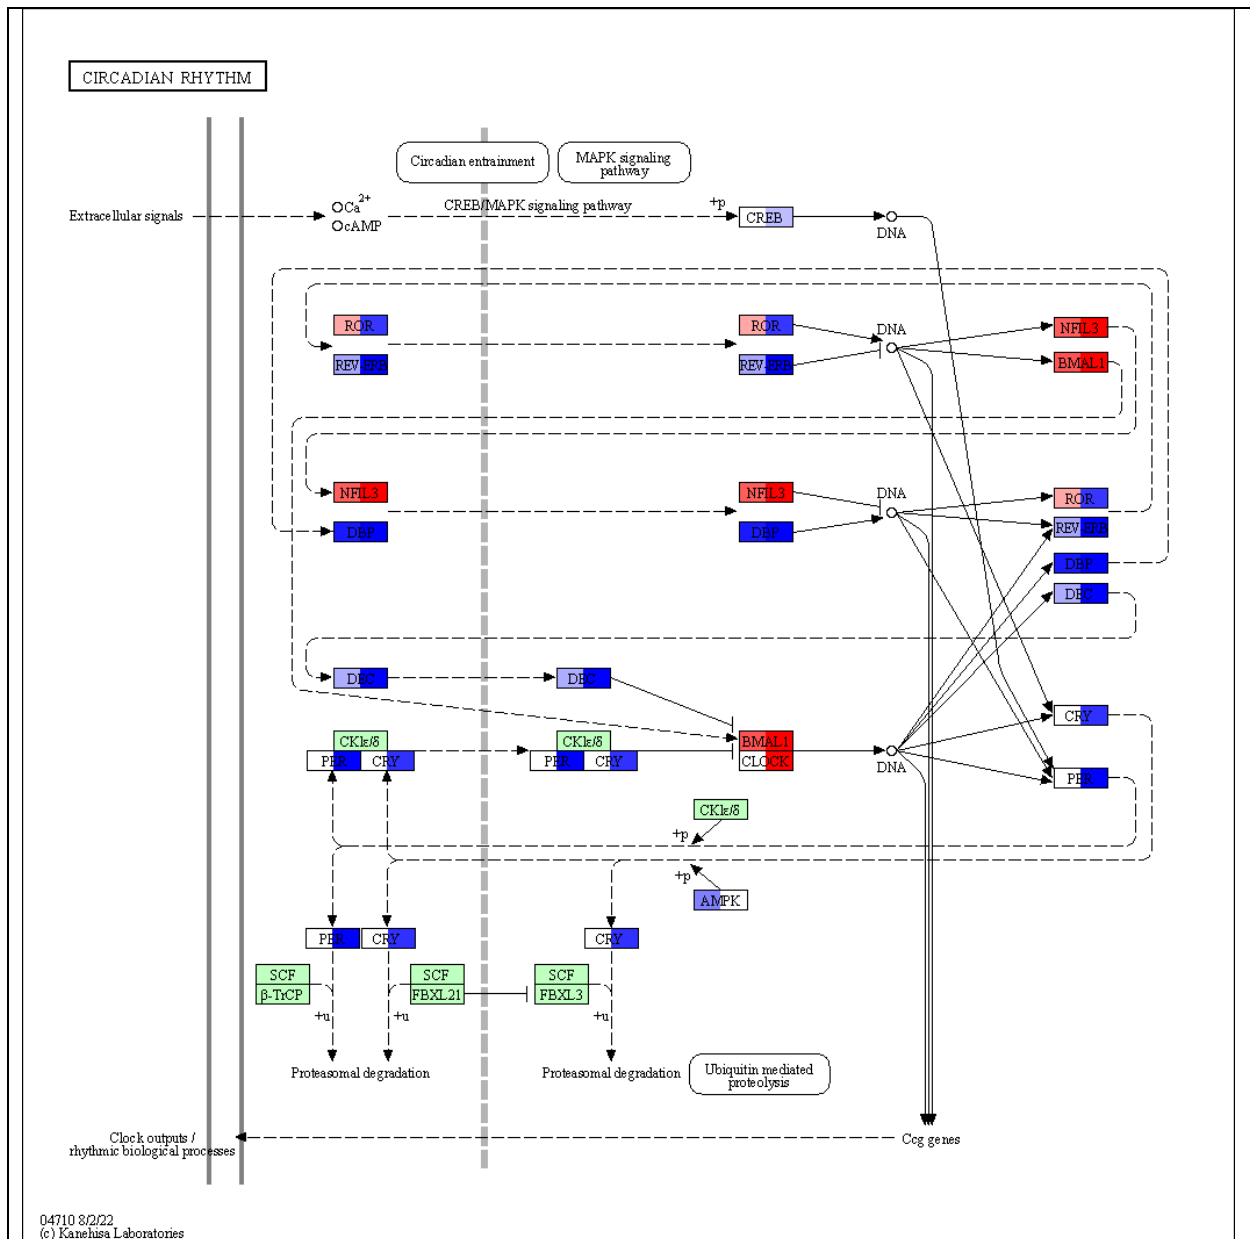 CIRCADIAN RHYTHM
Circadian entrainment
MAPK signaling
pathway
Extracellular signals
Ca2+
cAMP
CREB/MAPK signaling pathway
+p
CREB
DNA
ROR
ROR
DNA
NFIL3
REV-ERB
REV-ERB
BMAL1
NFIL3
NFIL3
DNA
ROR
DBP
DBP
REV-ERB
DBP
DEC
DEC
DEC
CRY
CKIε/δ
CKIε/δ
BMAL1
PER
CRY
PER
CRY
CLOCK
DNA
PER
CKIε/δ
+p
+p
AMPK
PER
CRY
CRY
SCF
SCF
SCF
β-TrCP
FBXL21
FBXL3
+u
+u
+u
Proteasomal degradation
Proteasomal degradation
Ubiquitin mediated
proteolysis
Clock outputs /
rhythmic biological processes
Ccg genes
04710 8/2/22
(c) Kanehisa Laboratories